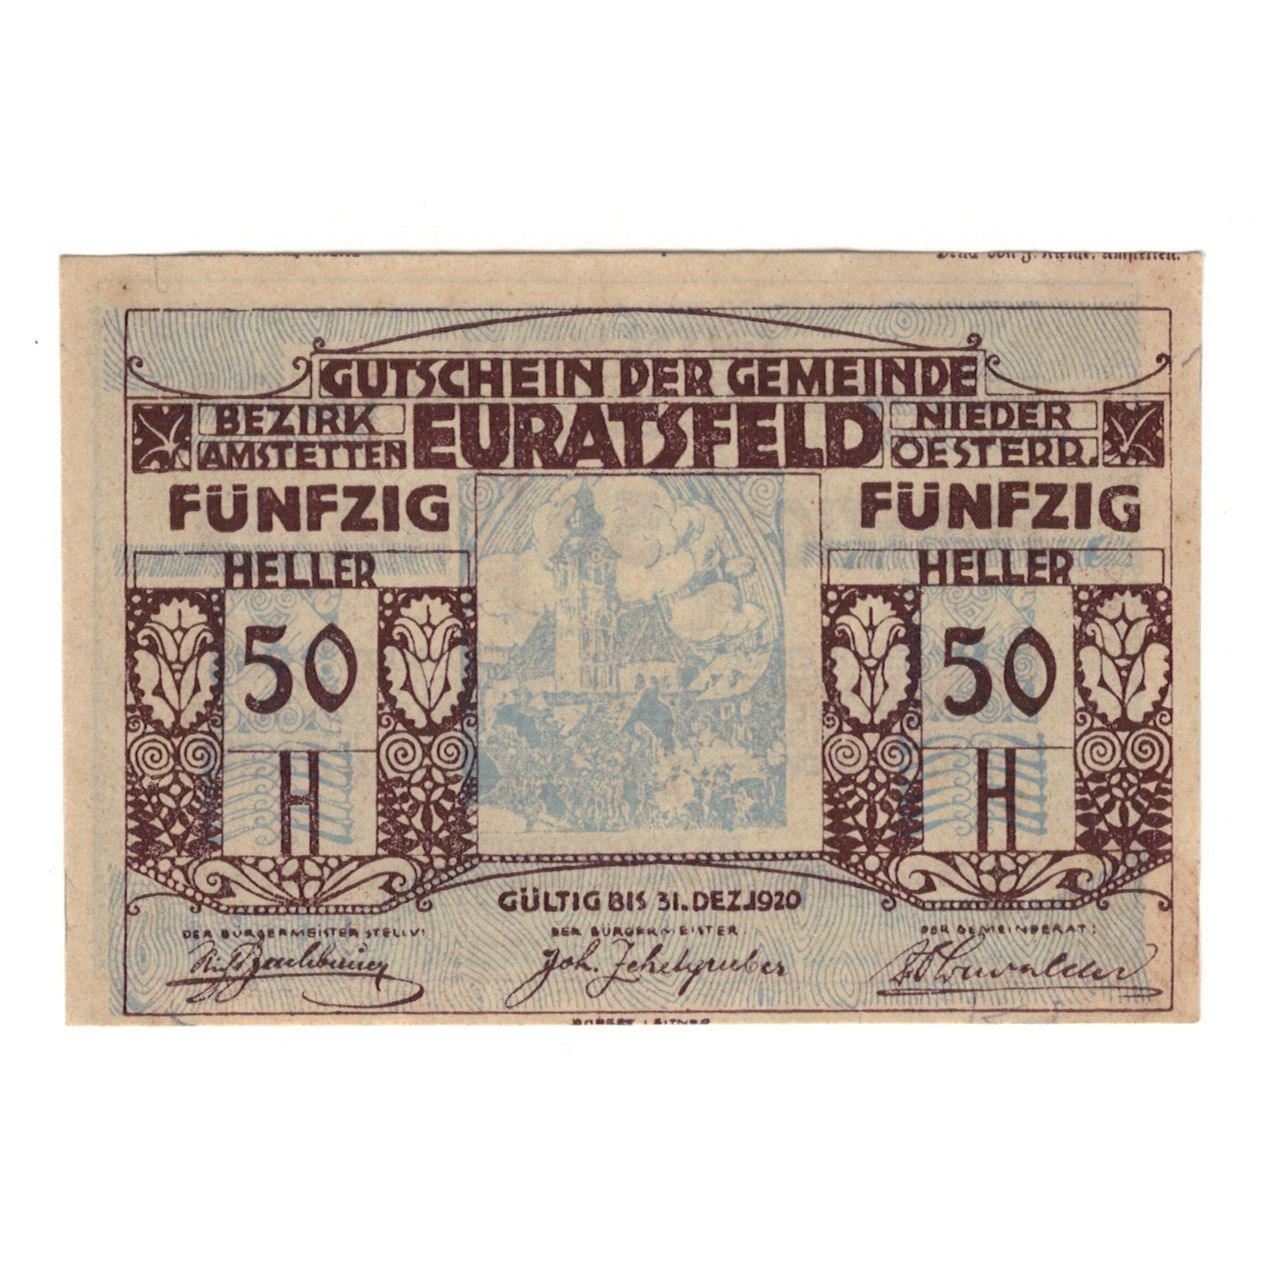 Amstetten.
GUTSCHEIN DER GEMEINDE
BEZIRK AMSTETTEN
EURATSFELD
NIEDER OESTERR.
FÜNFZIG HELLER
50
H
FÜNFZIG HELLER
50
H
GÜLTIG BIS 31. DEZ. 1920
DER BÜRGERMEISTER STELLV:
DER BÜRGERMEISTER:
DER GEMEINDERAT:
Joh. Zehetgruber